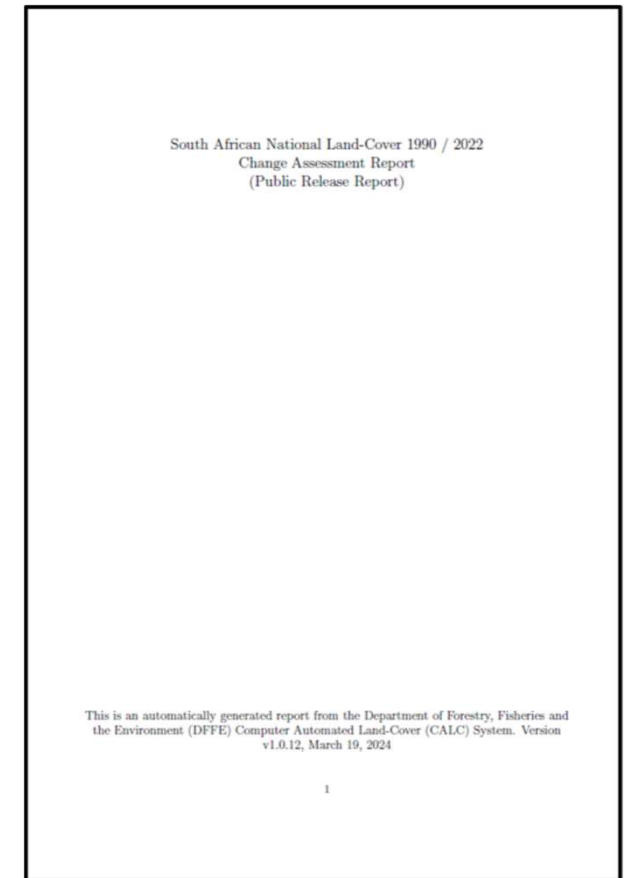 South African National Land-Cover 1990 / 2022
Change Assessment Report
(Public Release Report)
This is an automatically generated report from the Department of Forestry, Fisheries and
the Environment (DFFE) Computer Automated Land-Cover (CALC) System. Version
v1.0.12, March 19, 2024
1